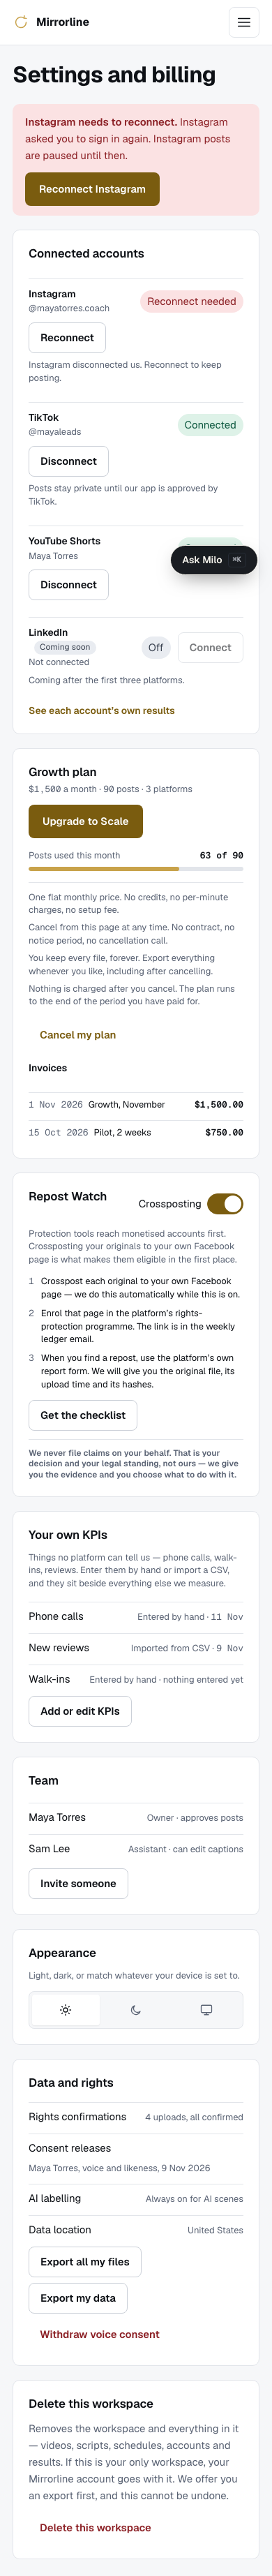 Mirrorline
Settings and billing
Instagram needs to reconnect. Instagram
asked you to sign in again. Instagram posts
are paused until then.
Reconnect Instagram
Connected accounts
Instagram
@mayatorres.coach
Reconnect needed
Reconnect
Instagram disconnected us. Reconnect to keep
posting.
TikTok
@mayaleads
Connected
Disconnect
Posts stay private until our app is approved by
TikTok.
YouTube Shorts
Maya Torres
Ask Milo ⌘K
Disconnect
LinkedIn
Coming soon
Not connected
Off
Connect
Coming after the first three platforms.
See each account's own results
Growth plan
$1,500 a month · 90 posts · 3 platforms
Upgrade to Scale
Posts used this month 63 of 90
One flat monthly price. No credits, no per-minute
charges, no setup fee.
Cancel from this page at any time. No contract, no
notice period, no cancellation call.
You keep every file, forever. Export everything
whenever you like, including after cancelling.
Nothing is charged after you cancel. The plan runs
to the end of the period you have paid for.
Cancel my plan
Invoices
1 Nov 2026 Growth, November $1,500.00
15 Oct 2026 Pilot, 2 weeks $750.00
Repost Watch
Crossposting
Protection tools reach monetised accounts first.
Crossposting your originals to your own Facebook
page is what makes them eligible in the first place.
1 Crosspost each original to your own Facebook
page — we do this automatically while this is on.
2 Enrol that page in the platform's rights-
protection programme. The link is in the weekly
ledger email.
3 When you find a repost, use the platform's own
report form. We will give you the original file, its
upload time and its hashes.
Get the checklist
We never file claims on your behalf. That is your
decision and your legal standing, not ours — we give
you the evidence and you choose what to do with it.
Your own KPIs
Things no platform can tell us — phone calls, walk-
ins, reviews. Enter them by hand or import a CSV,
and they sit beside everything else we measure.
Phone calls Entered by hand · 11 Nov
New reviews Imported from CSV · 9 Nov
Walk-ins Entered by hand · nothing entered yet
Add or edit KPIs
Team
Maya Torres Owner · approves posts
Sam Lee Assistant · can edit captions
Invite someone
Appearance
Light, dark, or match whatever your device is set to.
Data and rights
Rights confirmations 4 uploads, all confirmed
Consent releases
Maya Torres, voice and likeness, 9 Nov 2026
AI labelling Always on for AI scenes
Data location United States
Export all my files
Export my data
Withdraw voice consent
Delete this workspace
Removes the workspace and everything in it
— videos, scripts, schedules, accounts and
results. If this is your only workspace, your
Mirrorline account goes with it. We offer you
an export first, and this cannot be undone.
Delete this workspace